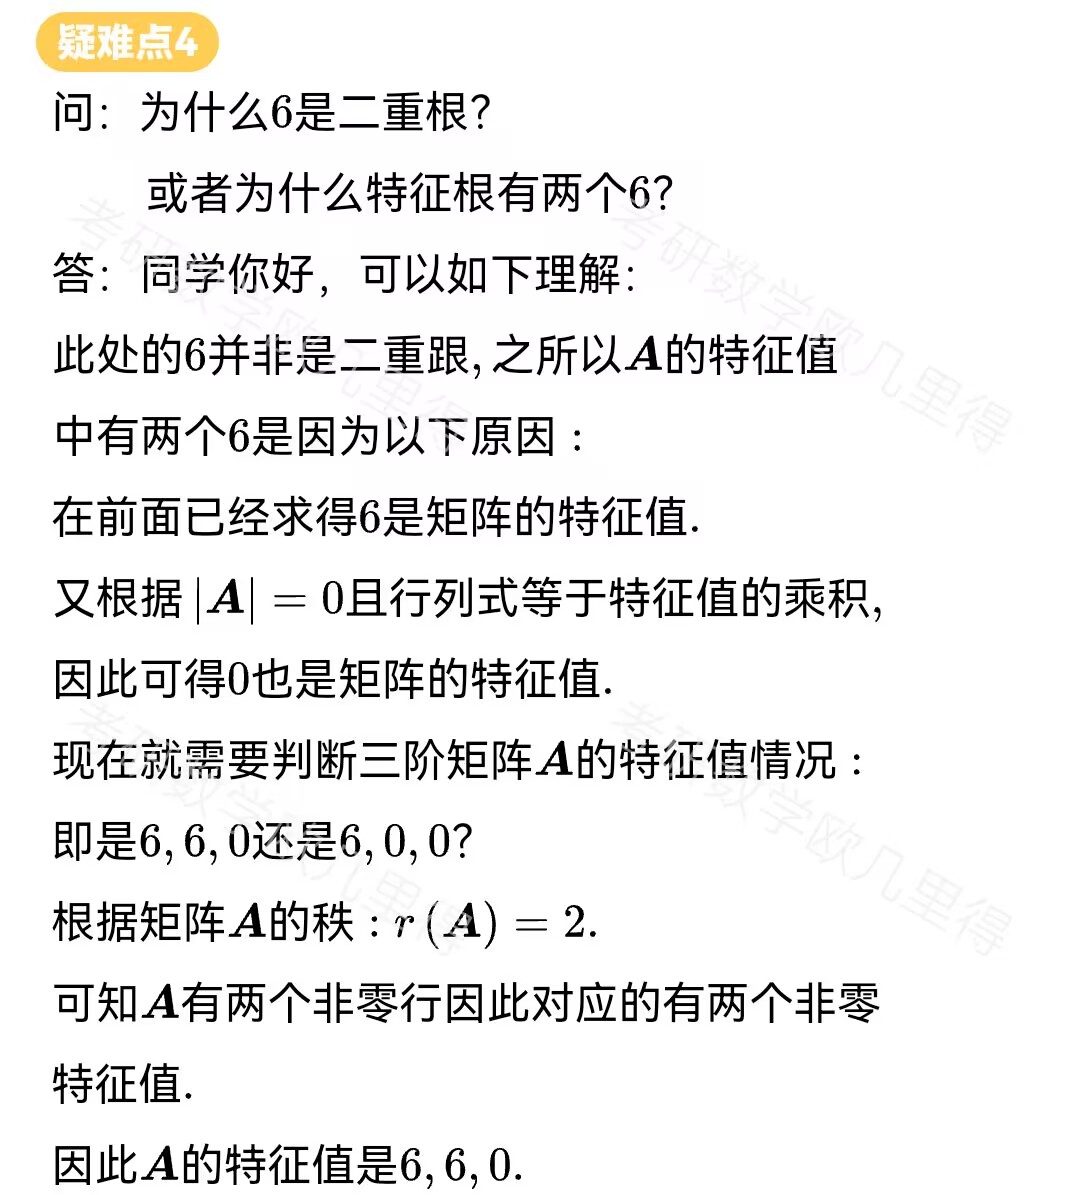 疑难点4
问：为什么6是二重根？
或者为什么特征根有两个6？
答：同学你好，可以如下理解：
此处的6并非是二重跟,之所以A的特征值
中有两个6是因为以下原因：
在前面已经求得6是矩阵的特征值.
又根据|A| = 0且行列式等于特征值的乘积,
因此可得0也是矩阵的特征值.
现在就需要判断三阶矩阵A的特征值情况：
即是6, 6, 0还是6, 0, 0?
根据矩阵A的秩：r (A) = 2.
可知A有两个非零行因此对应的有两个非零
特征值.
因此A的特征值是6, 6, 0.
考研数学欧几里得
考研数学欧几里得
考研数学欧几里得
考研数学欧几里得